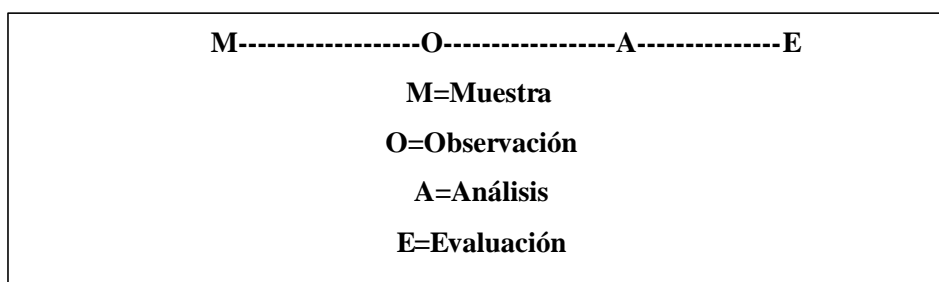 M-------------------O------------------A---------------E
M=Muestra
O=Observación
A=Análisis
E=Evaluación